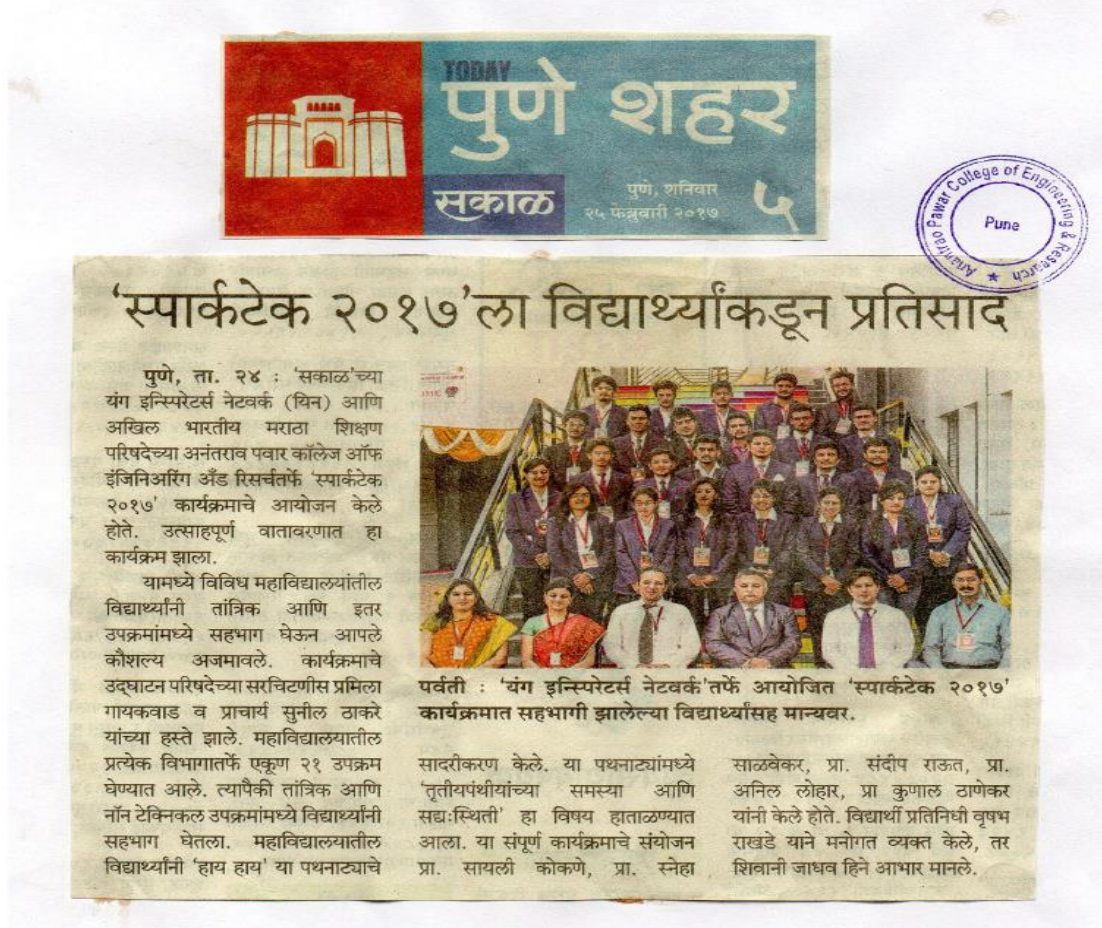 TODAY
पुणे शहर
सकाळ
पुणे, शनिवार
२५ फेब्रुवारी २०१७
५
Anantrao Pawar College of Engineering & Research
Pune
'स्पार्कटेक २०१७'ला विद्यार्थ्यांकडून प्रतिसाद
पुणे, ता. २४ : 'सकाळ'च्या
यंग इन्स्पिरेटर्स नेटवर्क (यिन) आणि
अखिल भारतीय मराठा शिक्षण
परिषदेच्या अनंतराव पवार कॉलेज ऑफ
इंजिनिअरिंग अँड रिसर्चतर्फे 'स्पार्कटेक
२०१७' कार्यक्रमाचे आयोजन केले
होते. उत्साहपूर्ण वातावरणात हा
कार्यक्रम झाला.
यामध्ये विविध महाविद्यालयांतील
विद्यार्थ्यांनी तांत्रिक आणि इतर
उपक्रमांमध्ये सहभाग घेऊन आपले
कौशल्य अजमावले. कार्यक्रमाचे
उद्‍घाटन परिषदेच्या सरचिटणीस प्रमिला
गायकवाड व प्राचार्य सुनील ठाकरे
यांच्या हस्ते झाले. महाविद्यालयातील
प्रत्येक विभागातर्फे एकूण २१ उपक्रम
घेण्यात आले. त्यापैकी तांत्रिक आणि
नॉन टेक्निकल उपक्रमांमध्ये विद्यार्थ्यांनी
सहभाग घेतला. महाविद्यालयातील
विद्यार्थ्यांनी 'हाय हाय' या पथनाट्याचे
पर्वती : 'यंग इन्स्पिरेटर्स नेटवर्क'तर्फे आयोजित 'स्पार्कटेक २०१७'
कार्यक्रमात सहभागी झालेल्या विद्यार्थ्यांसह मान्यवर.
सादरीकरण केले. या पथनाट्यांमध्ये
'तृतीयपंथीयांच्या समस्या आणि
सद्यःस्थिती' हा विषय हाताळण्यात
आला. या संपूर्ण कार्यक्रमाचे संयोजन
प्रा. सायली कोकणे, प्रा. स्नेहा
साळवेकर, प्रा. संदीप राऊत, प्रा.
अनिल लोहार, प्रा कुणाल ठाणेकर
यांनी केले होते. विद्यार्थी प्रतिनिधी वृषभ
राखडे याने मनोगत व्यक्त केले, तर
शिवानी जाधव हिने आभार मानले.